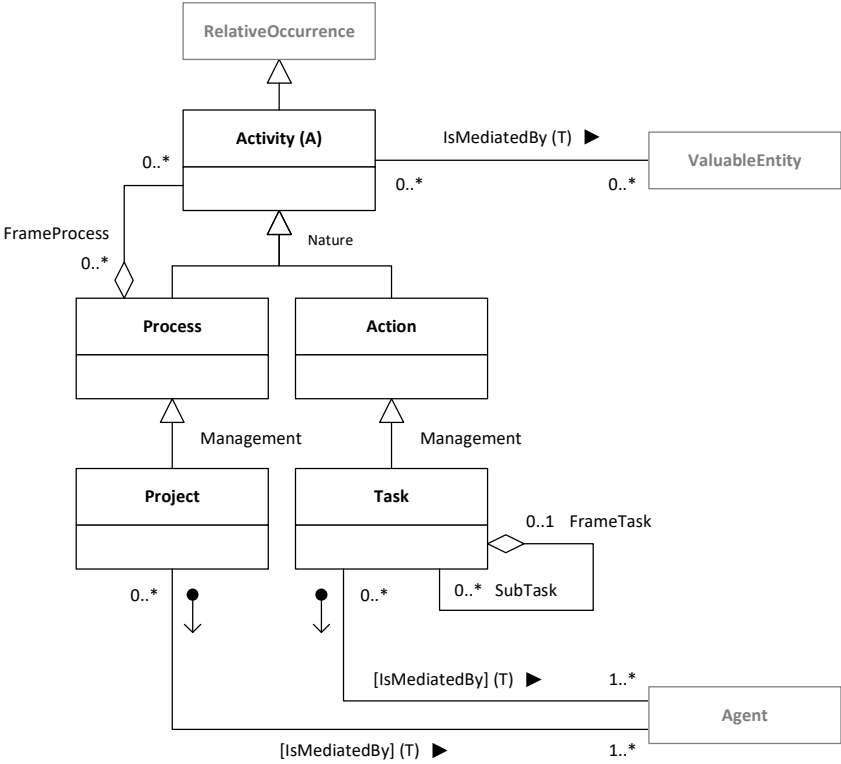 RelativeOccurrence
Activity (A)
IsMediatedBy (T)
ValuableEntity
0..*
0..*
0..*
FrameProcess
0..*
Nature
Process
Action
Management
Management
Project
Task
0..1 FrameTask
0..*
0..*
0..* SubTask
[IsMediatedBy] (T)
1..*
Agent
[IsMediatedBy] (T)
1..*